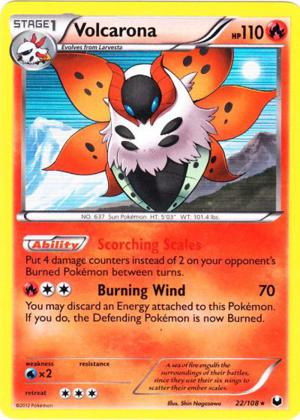 STAGE1 Volcarona HP110
Evolves from Larvesta
NO. 637 Sun Pokémon HT: 5'03" WT: 101.4 lbs.
Ability Scorching Scales
Put 4 damage counters instead of 2 on your opponent's
Burned Pokémon between turns.
Burning Wind 70
You may discard an Energy attached to this Pokémon.
If you do, the Defending Pokémon is now Burned.
weakness resistance
×2
retreat
A sea of fire engulfs the
surroundings of their battles,
since they use their six wings to
scatter their ember scales.
©2012 Pokémon Illus. Shin Nagasawa 22/108